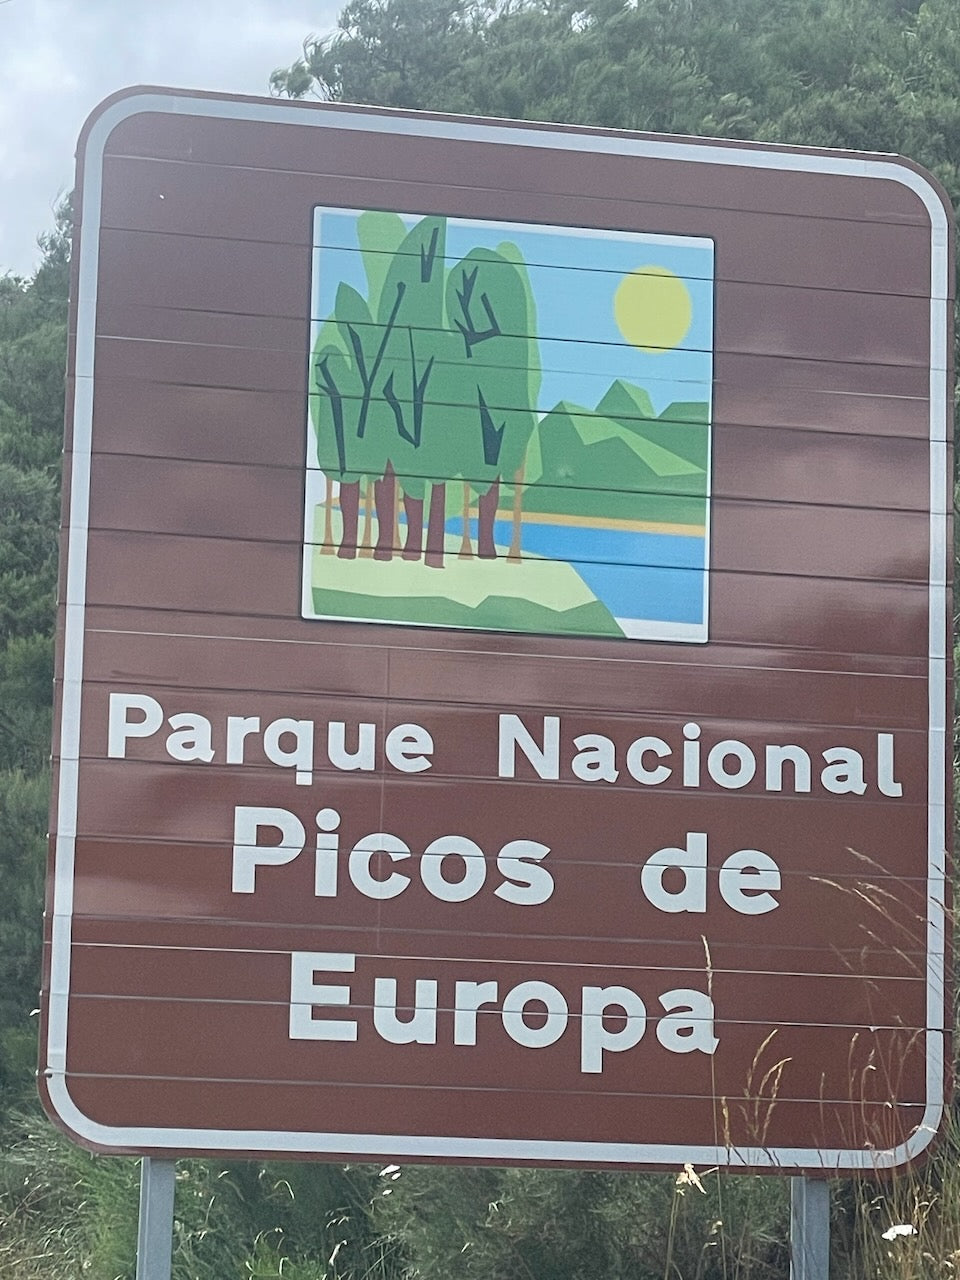 Parque Nacional
Picos de
Europa